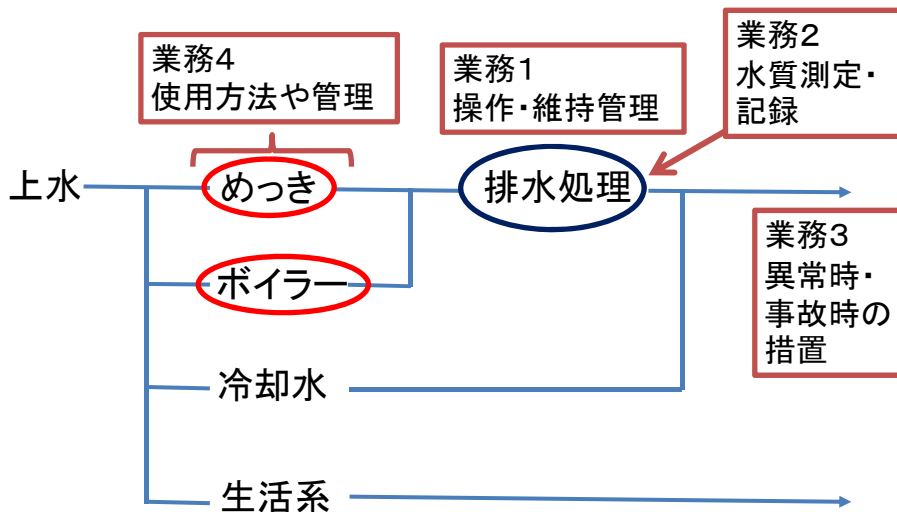 業務4
使用方法や管理
業務1
操作・維持管理
業務2
水質測定・
記録
上水
めっき
排水処理
業務3
異常時・
事故時の
措置
ボイラー
冷却水
生活系